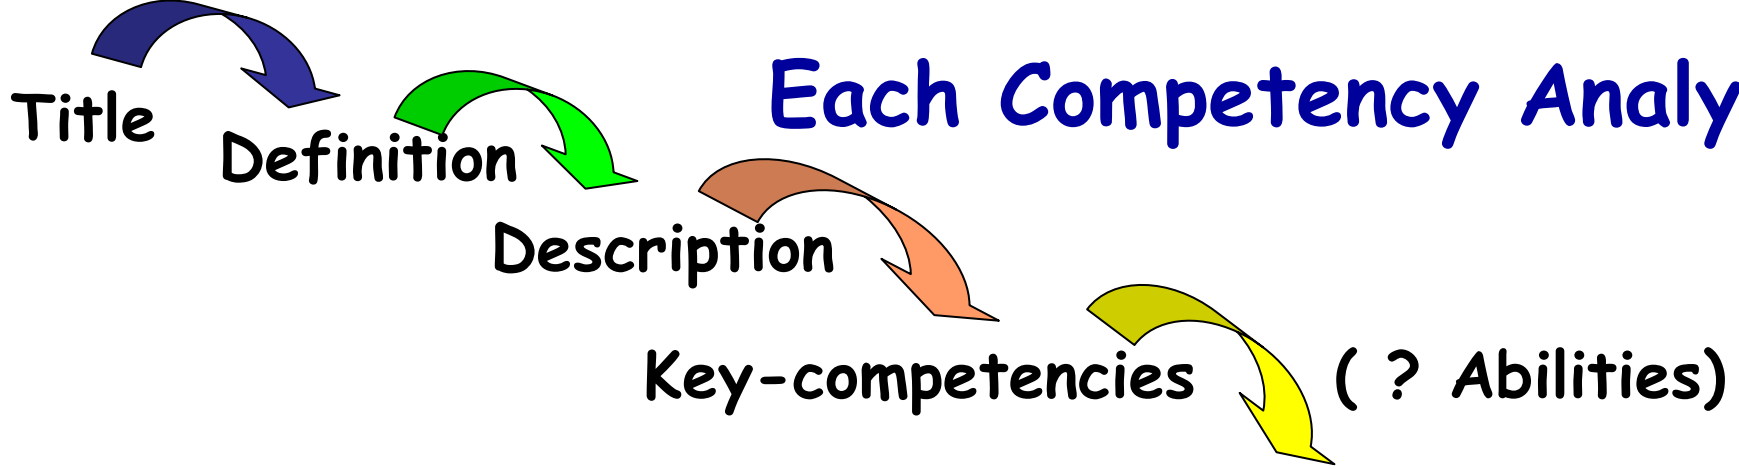 Each Competency Analy
Title
Definition
Description
Key-competencies ( ? Abilities)